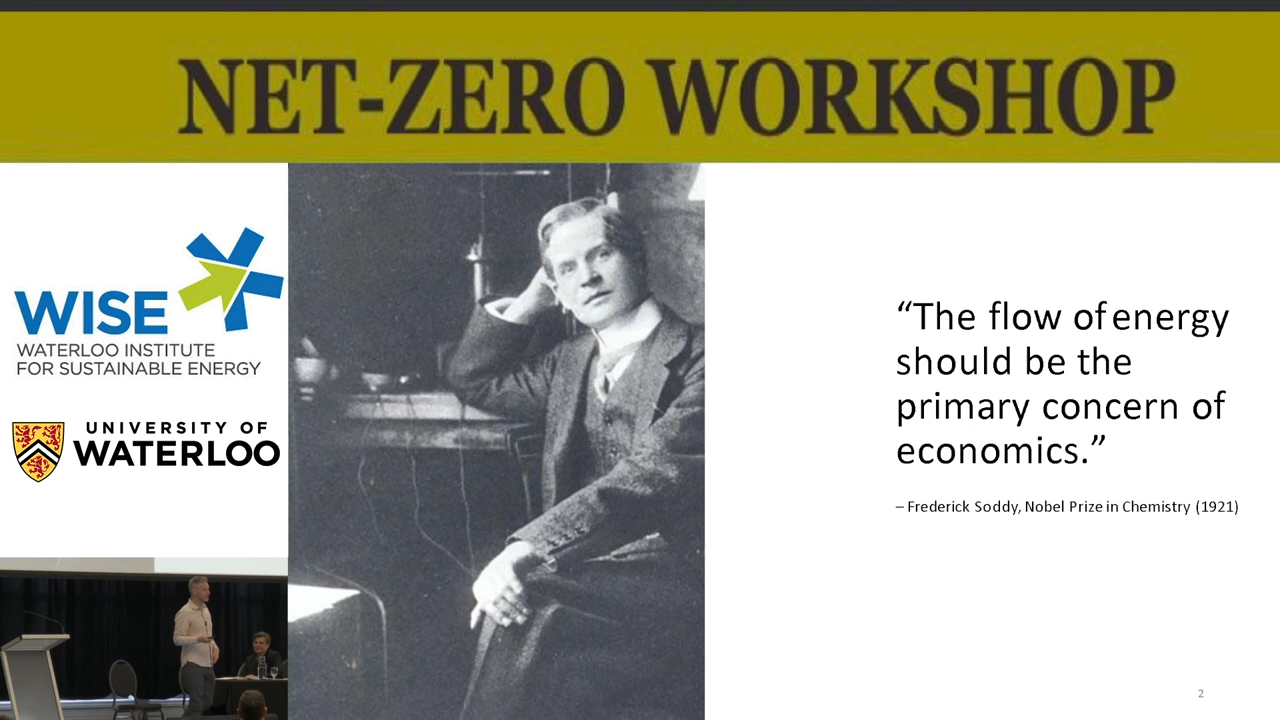 NET-ZERO WORKSHOP
WISE
WATERLOO INSTITUTE
FOR SUSTAINABLE ENERGY
UNIVERSITY OF
WATERLOO
“The flow of energy
should be the
primary concern of
economics.”
– Frederick Soddy, Nobel Prize in Chemistry (1921)
2